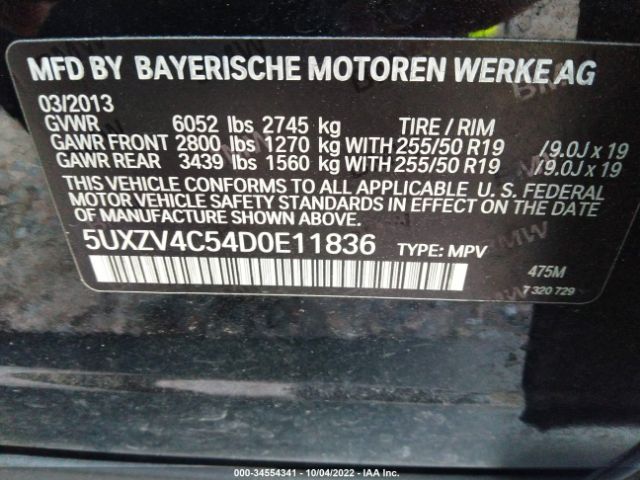 MFD BY BAYERISCHE MOTOREN WERKE AG
03/2013
GVWR 6052 lbs 2745 kg TIRE / RIM
GAWR FRONT 2800 lbs 1270 kg WITH 255/50 R19 /9.0J x 19
GAWR REAR 3439 lbs 1560 kg WITH 255/50 R19 /9.0J x 19
THIS VEHICLE CONFORMS TO ALL APPLICABLE U. S. FEDERAL
MOTOR VEHICLE SAFETY STANDARDS IN EFFECT ON THE DATE
OF MANUFACTURE SHOWN ABOVE.
5UXZV4C54D0E11836 TYPE: MPV
475M
7 320 729
000-34554341 - 10/04/2022 - IAA Inc.